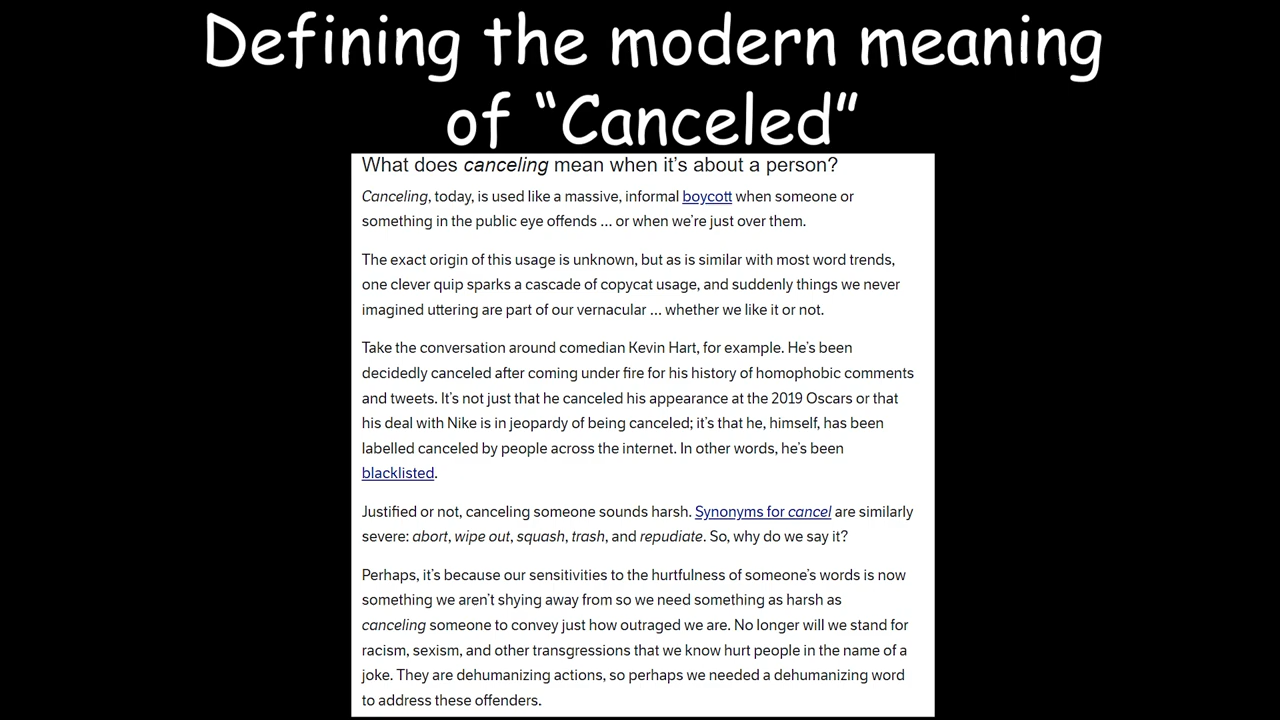 Defining the modern meaning
of “Canceled”
What does canceling mean when it’s about a person?
Canceling, today, is used like a massive, informal boycott when someone or
something in the public eye offends … or when we’re just over them.
The exact origin of this usage is unknown, but as is similar with most word trends,
one clever quip sparks a cascade of copycat usage, and suddenly things we never
imagined uttering are part of our vernacular … whether we like it or not.
Take the conversation around comedian Kevin Hart, for example. He’s been
decidedly canceled after coming under fire for his history of homophobic comments
and tweets. It’s not just that he canceled his appearance at the 2019 Oscars or that
his deal with Nike is in jeopardy of being canceled; it’s that he, himself, has been
labelled canceled by people across the internet. In other words, he’s been
blacklisted.
Justified or not, canceling someone sounds harsh. Synonyms for cancel are similarly
severe: abort, wipe out, squash, trash, and repudiate. So, why do we say it?
Perhaps, it’s because our sensitivities to the hurtfulness of someone’s words is now
something we aren’t shying away from so we need something as harsh as
canceling someone to convey just how outraged we are. No longer will we stand for
racism, sexism, and other transgressions that we know hurt people in the name of a
joke. They are dehumanizing actions, so perhaps we needed a dehumanizing word
to address these offenders.